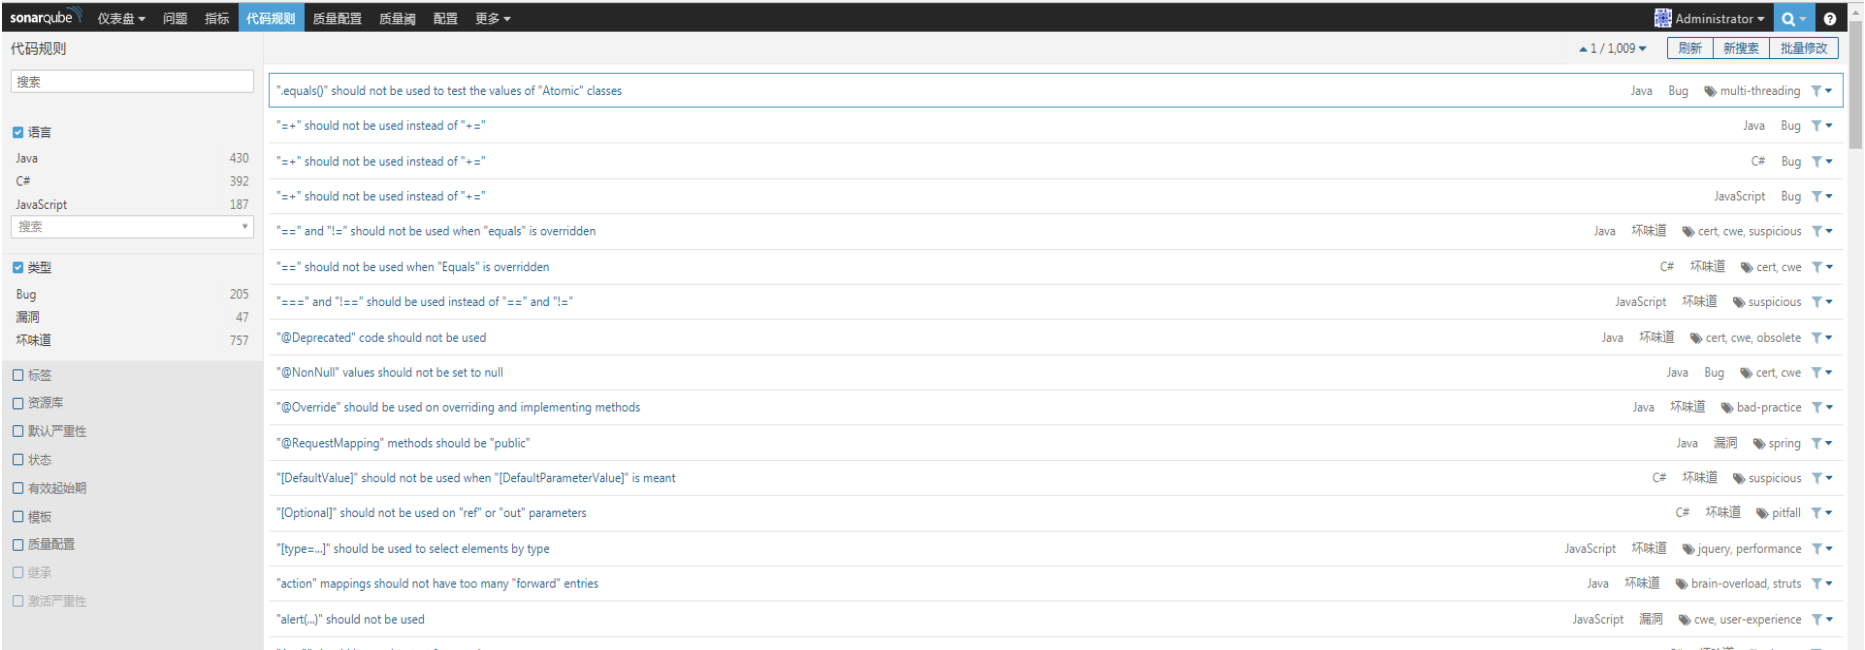 sonarqube 仪表盘 问题 指标 代码规则 质量配置 质量阈 配置 更多 Administrator
代码规则
1 / 1,009 刷新 新搜索 批量修改
搜索
语言
Java 430
C# 392
JavaScript 187
搜索
类型
Bug 205
漏洞 47
坏味道 757
标签
资源库
默认严重性
状态
有效起始期
模板
质量配置
继承
激活严重性
".equals()" should not be used to test the values of "Atomic" classes Java Bug multi-threading
"=+" should not be used instead of "+=" Java Bug
"=+" should not be used instead of "+=" C# Bug
"=+" should not be used instead of "+=" JavaScript Bug
"==" and "!=" should not be used when "equals" is overridden Java 坏味道 cert, cwe, suspicious
"==" should not be used when "Equals" is overridden C# 坏味道 cert, cwe
"===" and "!==" should be used instead of "==" and "!=" JavaScript 坏味道 suspicious
"@Deprecated" code should not be used Java 坏味道 cert, cwe, obsolete
"@NonNull" values should not be set to null Java Bug cert, cwe
"@Override" should be used on overriding and implementing methods Java 坏味道 bad-practice
"@RequestMapping" methods should be "public" Java 漏洞 spring
"[DefaultValue]" should not be used when "[DefaultParameterValue]" is meant C# 坏味道 suspicious
"[Optional]" should not be used on "ref" or "out" parameters C# 坏味道 pitfall
"[type=...]" should be used to select elements by type JavaScript 坏味道 jquery, performance
"action" mappings should not have too many "forward" entries Java 坏味道 brain-overload, struts
"alert(...)" should not be used JavaScript 漏洞 cwe, user-experience